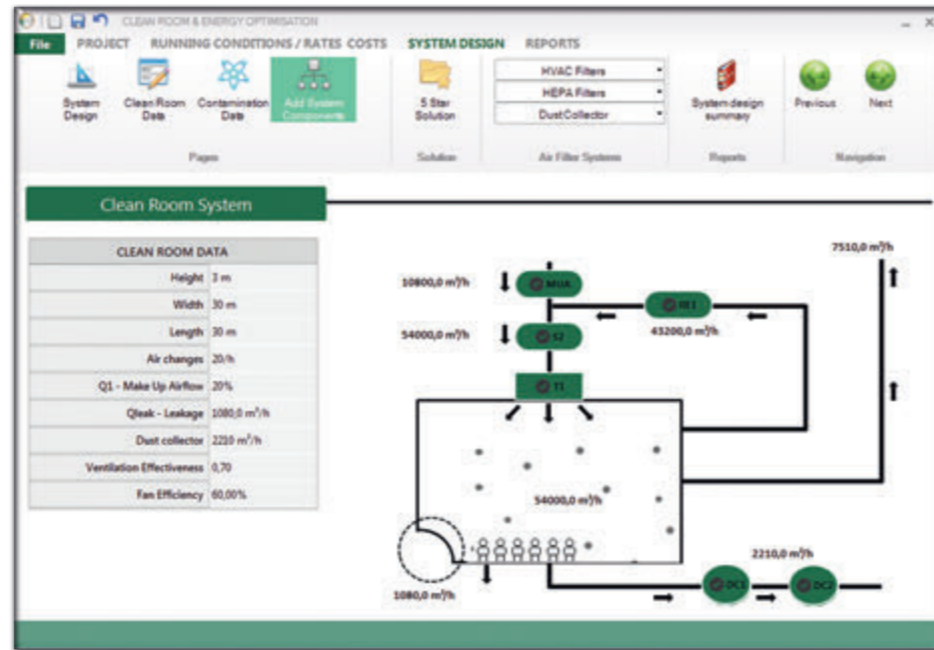 CLEAN ROOM & ENERGY OPTIMISATION
File PROJECT RUNNING CONDITIONS / RATES COSTS SYSTEM DESIGN REPORTS
System Design
Clean Room Data
Contamination Data
Add System Components
5 Star Solution
HVAC Filters
HEPA Filters
DustCollector
System design summary
Previous
Next
Pages
Solution
Air Filter Systems
Reports
Navigation
Clean Room System
CLEAN ROOM DATA
Height 3 m
Width 30 m
Length 30 m
Air changes 20/h
Q1 - Make Up Airflow 20%
Qleak - Leakage 1080,0 m³/h
Dust collector 2210 m³/h
Ventilation Effectiveness 0,70
Fan Efficiency 60,00%
7510,0 m³/h
10800,0 m³/h
MUA
RE1
54000,0 m³/h
S2
43200,0 m³/h
T1
54000,0 m³/h
2210,0 m³/h
DC1
DC2
1080,0 m³/h